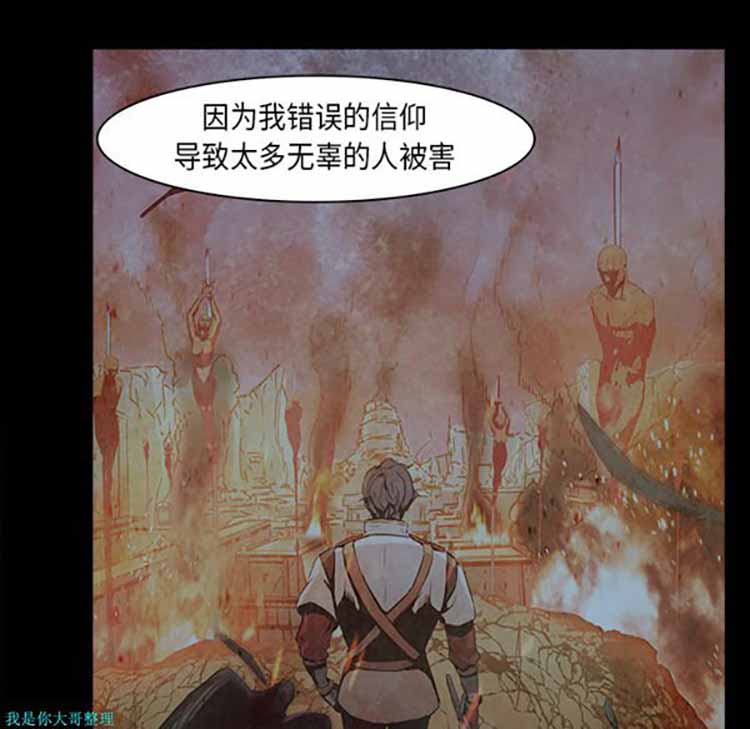 因为我错误的信仰
导致太多无辜的人被害
我是你大哥整理